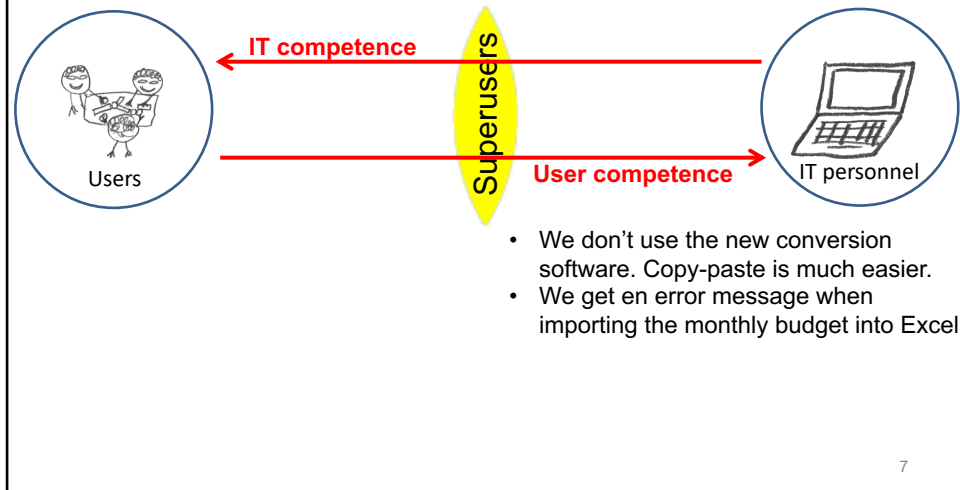 IT competence
Superusers
Users
User competence
IT personnel
• We don’t use the new conversion
software. Copy-paste is much easier.
• We get en error message when
importing the monthly budget into Excel
7